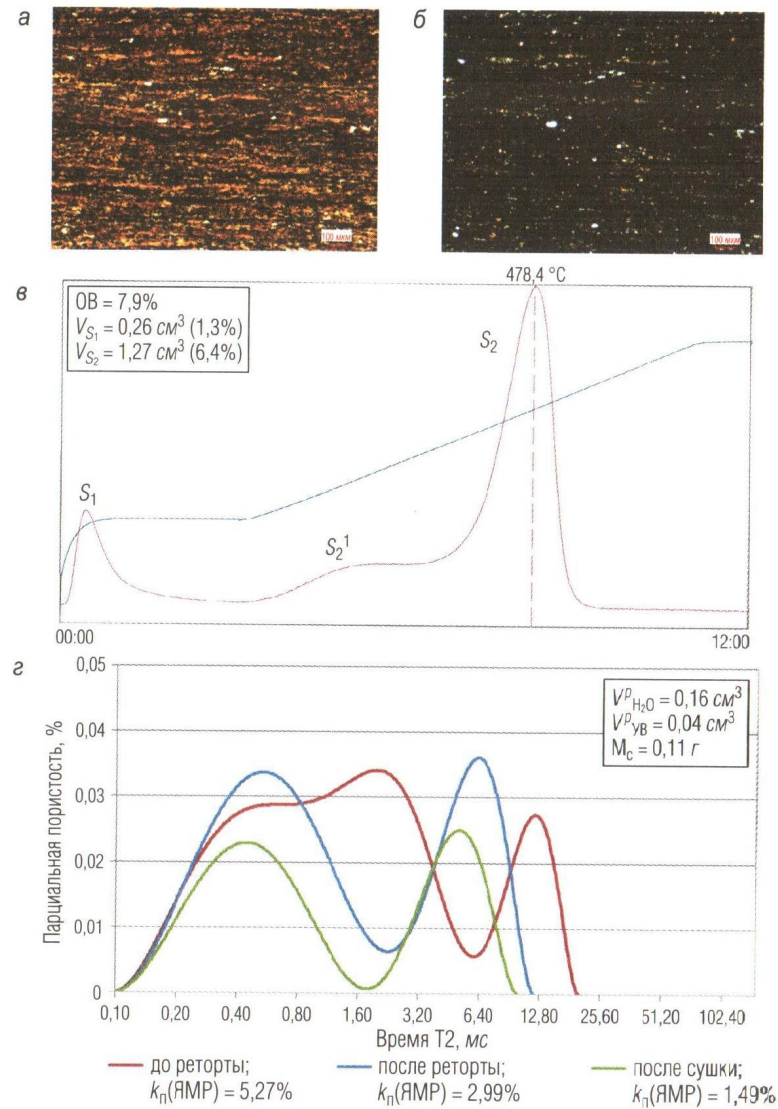 а
б
100 мкм
100 мкм
в
478,4 °C
ОВ = 7,9%
V_S₁ = 0,26 см³ (1,3%)
V_S₂ = 1,27 см³ (6,4%)
S₂
S₁
S₂¹
00:00
12:00
г
Парциальная пористость, %
0,05
0,04
0,03
0,02
0,01
0
V^р_H₂O = 0,16 см³
V^р_УВ = 0,04 см³
М_с = 0,11 г
0,10 0,20 0,40 0,80 1,60 3,20 6,40 12,80 25,60 51,20 102,40
Время Т2, мс
до реторты;
k_п(ЯМР) = 5,27%
после реторты;
k_п(ЯМР) = 2,99%
после сушки;
k_п(ЯМР) = 1,49%